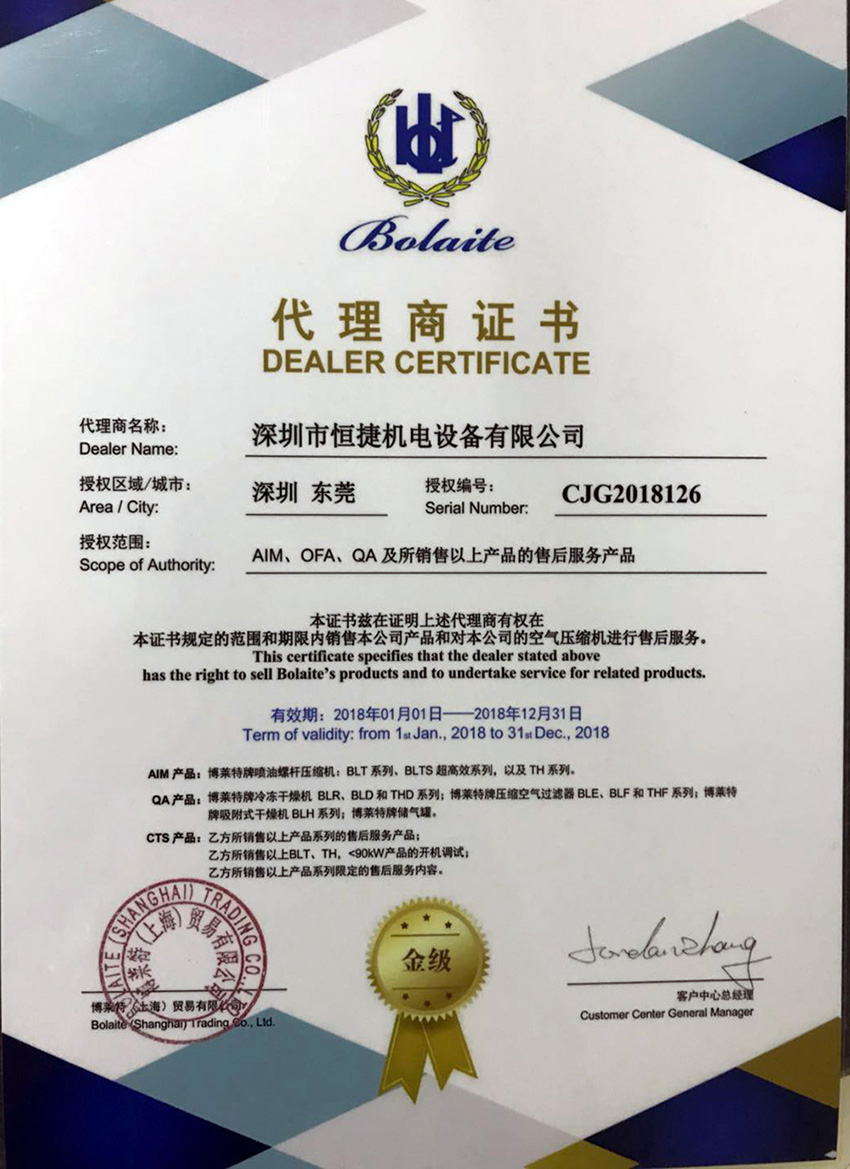 Bolaite
代理商证书
DEALER CERTIFICATE
代理商名称：
Dealer Name:
深圳市恒捷机电设备有限公司
授权区域/城市：
Area / City:
深圳 东莞
授权编号：
Serial Number:
CJG2018126
授权范围：
Scope of Authority:
AIM、OFA、QA 及所销售以上产品的售后服务产品
本证书兹在证明上述代理商有权在
本证书规定的范围和期限内销售本公司产品和对本公司的空气压缩机进行售后服务。
This certificate specifies that the dealer stated above
has the right to sell Bolaite's products and to undertake service for related products.
有效期：2018年01月01日——2018年12月31日
Term of validity: from 1st Jan., 2018 to 31st Dec., 2018
AIM 产品：博莱特牌喷油螺杆压缩机：BLT 系列、BLTS 超高效系列，以及 TH 系列。
QA 产品：博莱特牌冷冻干燥机 BLR、BLD 和 THD 系列；博莱特牌压缩空气过滤器 BLE、BLF 和 THF 系列；博莱特
牌吸附式干燥机 BLH 系列；博莱特牌储气罐。
CTS 产品：乙方所销售以上产品系列的售后服务产品；
乙方所销售以上BLT、TH，<90kW产品的开机调试；
乙方所销售以上产品系列限定的售后服务内容。
BOLAITE (SHANGHAI) TRADING CO., LTD.
博莱特（上海）贸易有限公司
博莱特（上海）贸易有限公司
Bolaite (Shanghai) Trading Co., Ltd.
金级
客户中心总经理
Customer Center General Manager